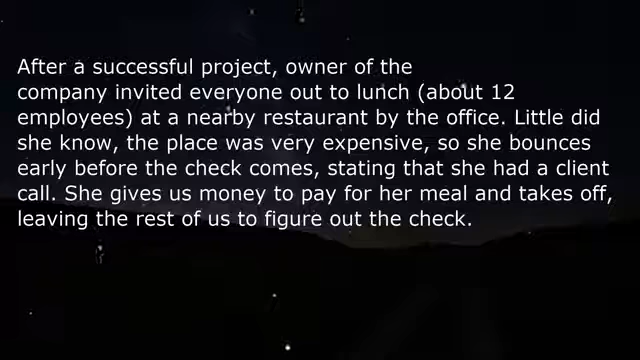 After a successful project, owner of the
company invited everyone out to lunch (about 12
employees) at a nearby restaurant by the office. Little did
she know, the place was very expensive, so she bounces
early before the check comes, stating that she had a client
call. She gives us money to pay for her meal and takes off,
leaving the rest of us to figure out the check.